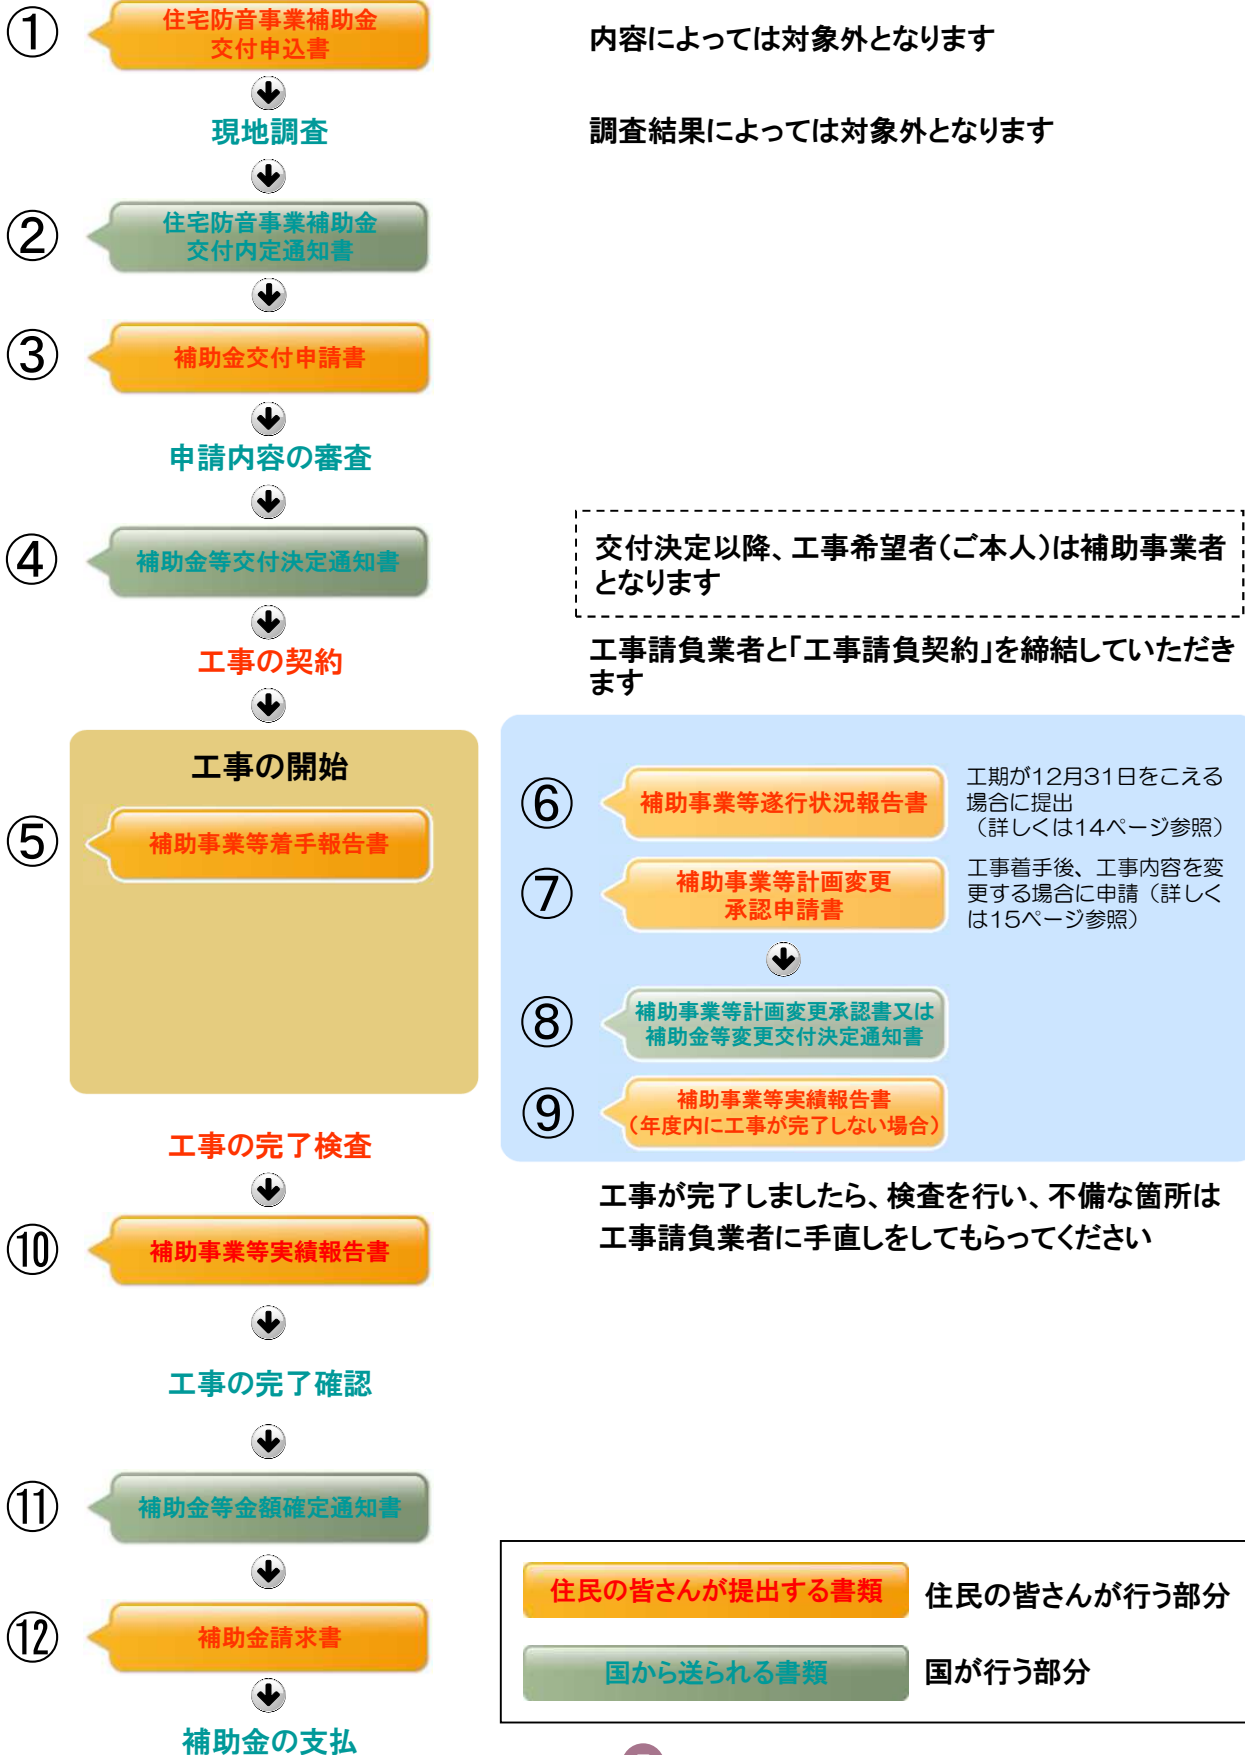 ①
住宅防音事業補助金
交付申込書
内容によっては対象外となります
現地調査
調査結果によっては対象外となります
②
住宅防音事業補助金
交付内定通知書
③
補助金交付申請書
申請内容の審査
④
補助金等交付決定通知書
交付決定以降、工事希望者(ご本人)は補助事業者
となります
工事の契約
工事請負業者と「工事請負契約」を締結していただき
ます
工事の開始
⑤
補助事業等着手報告書
⑥
補助事業等遂行状況報告書
工期が12月31日をこえる
場合に提出
(詳しくは14ページ参照)
⑦
補助事業等計画変更
承認申請書
工事着手後、工事内容を変
更する場合に申請(詳しく
は15ページ参照)
⑧
補助事業等計画変更承認書又は
補助金等変更交付決定通知書
⑨
補助事業等実績報告書
(年度内に工事が完了しない場合)
工事の完了検査
工事が完了しましたら、検査を行い、不備な箇所は
工事請負業者に手直しをしてもらってください
⑩
補助事業等実績報告書
工事の完了確認
⑪
補助金等金額確定通知書
⑫
補助金請求書
補助金の支払
住民の皆さんが提出する書類
住民の皆さんが行う部分
国から送られる書類
国が行う部分